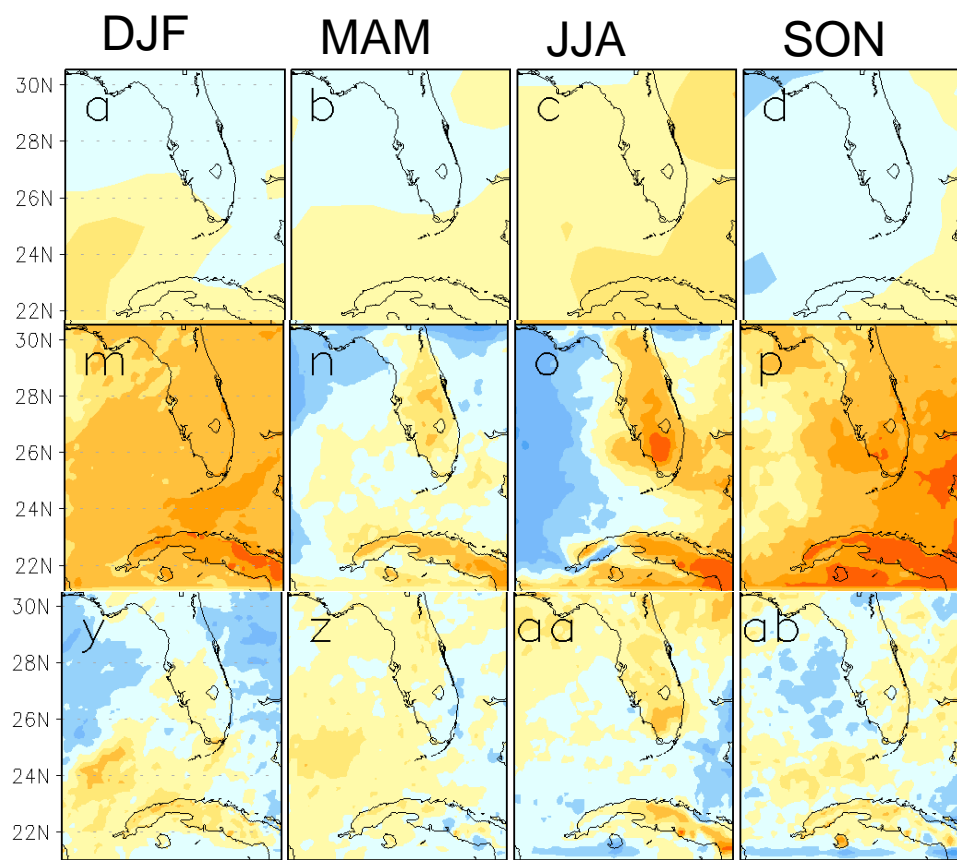 DJF MAM JJA SON
30N a b c d
28N
26N
24N
22N
30N m n o p
28N
26N
24N
22N
30N y z aa ab
28N
26N
24N
22N